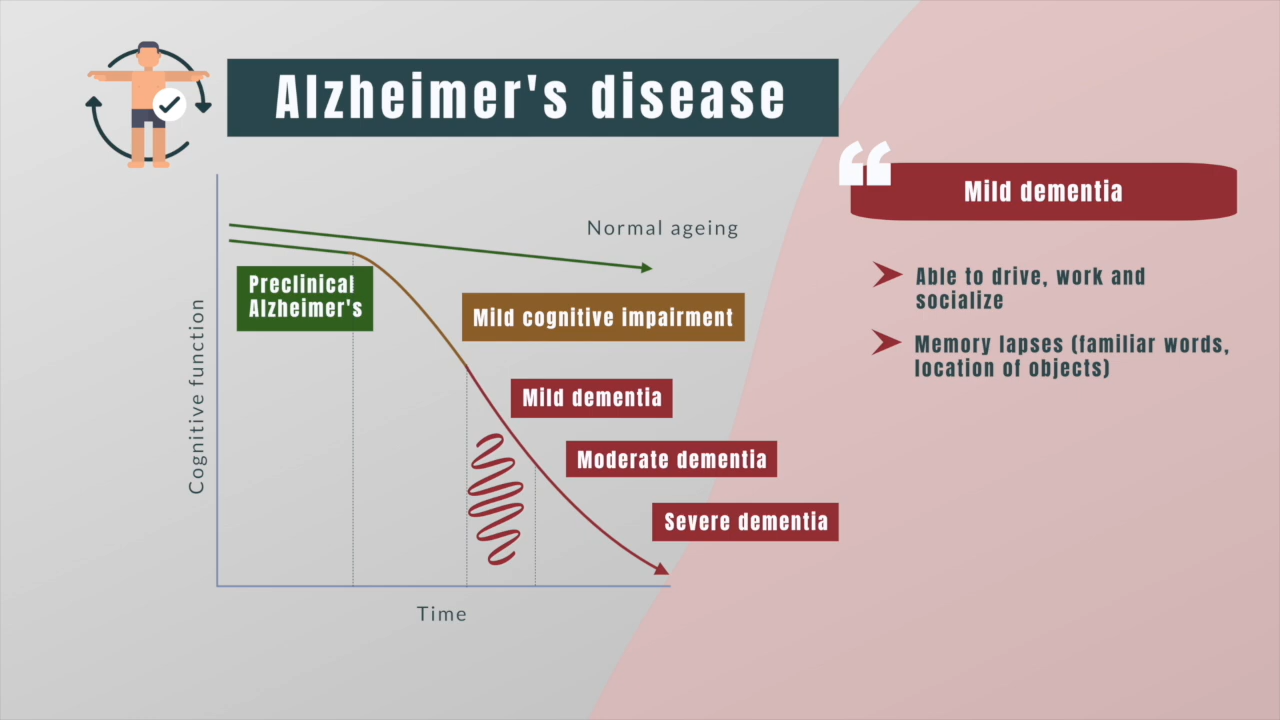 Alzheimer's disease
Mild dementia
Normal ageing
Preclinical
Alzheimer's
Mild cognitive impairment
Mild dementia
Moderate dementia
Severe dementia
Cognitive function
Time
Able to drive, work and
socialize
Memory lapses (familiar words,
location of objects)